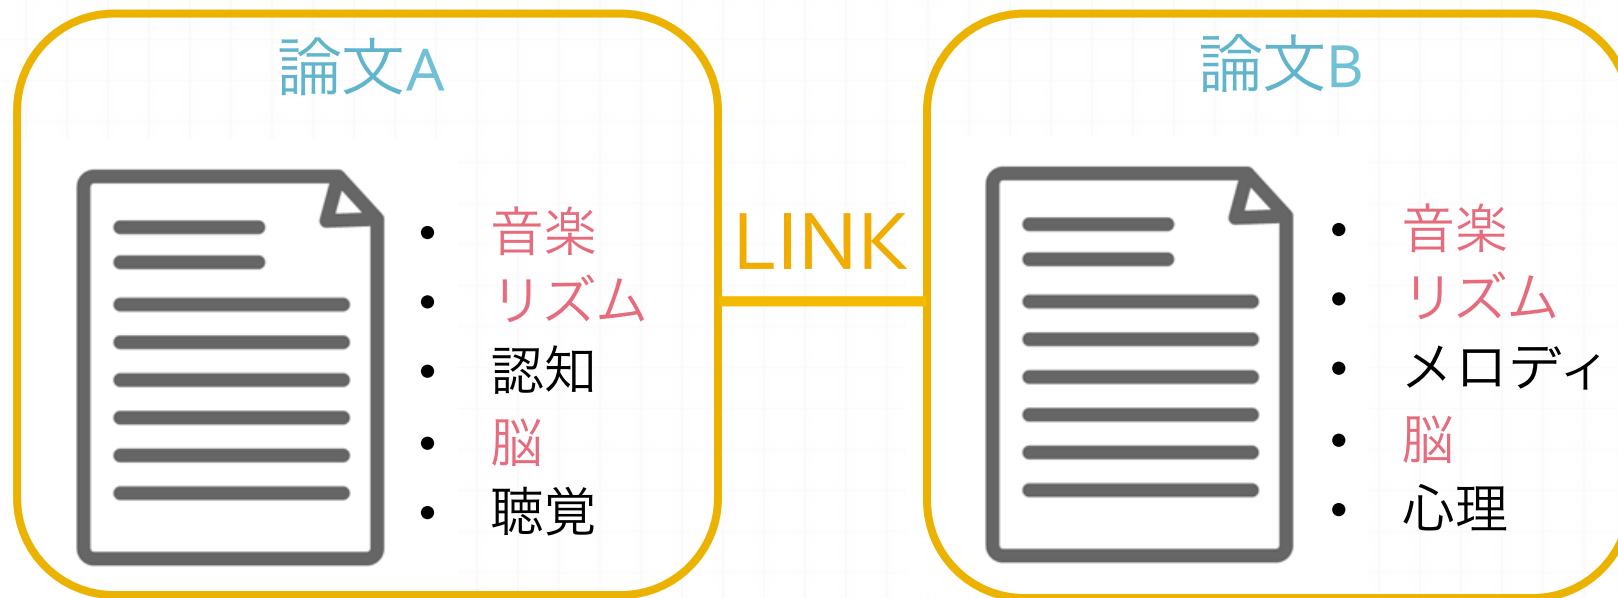 論文A
• 音楽
• リズム
• 認知
• 脳
• 聴覚
LINK
論文B
• 音楽
• リズム
• メロディ
• 脳
• 心理